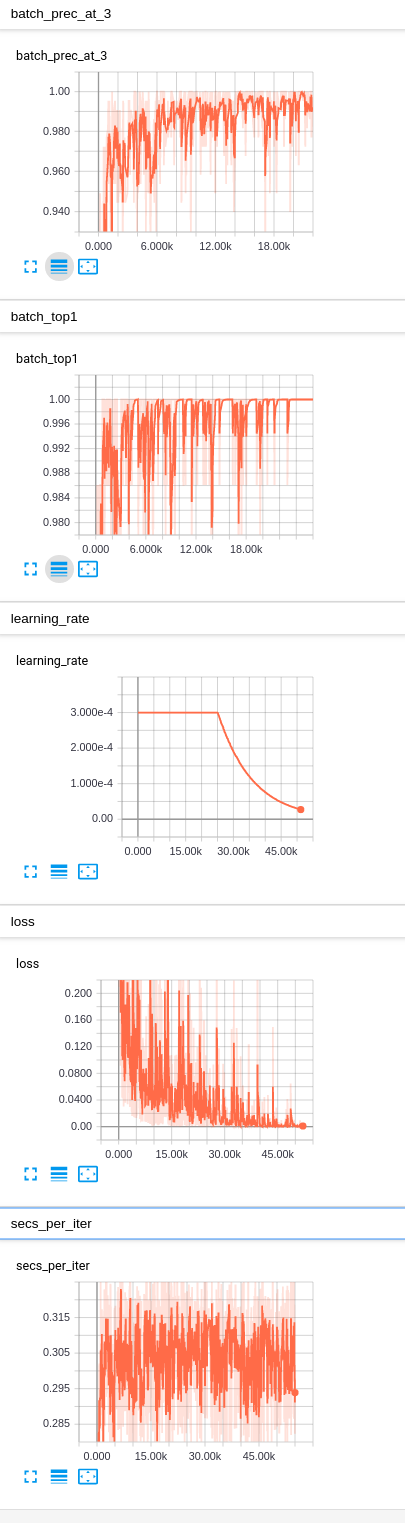 batch_prec_at_3
batch_prec_at_3
1.00
0.980
0.960
0.940
0.000 6.000k 12.00k 18.00k
batch_top1
batch_top1
1.00
0.996
0.992
0.988
0.984
0.980
0.000 6.000k 12.00k 18.00k
learning_rate
learning_rate
3.000e-4
2.000e-4
1.000e-4
0.00
0.000 15.00k 30.00k 45.00k
loss
loss
0.200
0.160
0.120
0.0800
0.0400
0.00
0.000 15.00k 30.00k 45.00k
secs_per_iter
secs_per_iter
0.315
0.305
0.295
0.285
0.000 15.00k 30.00k 45.00k